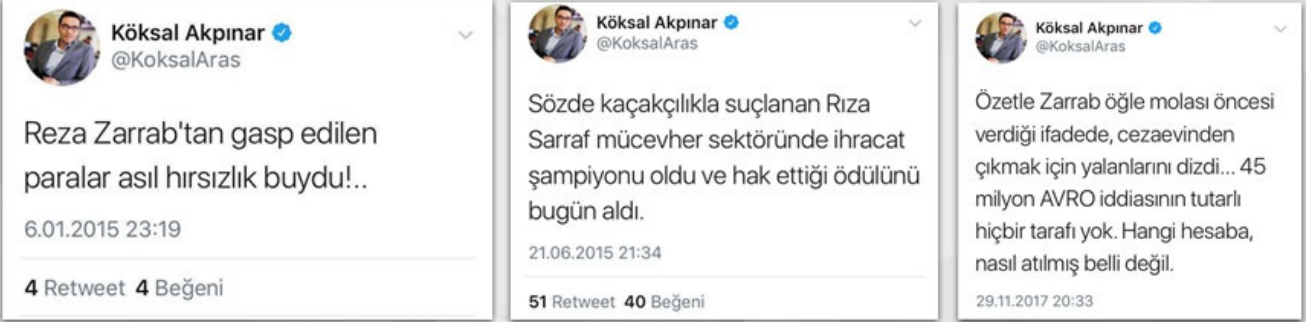 Köksal Akpınar
@KoksalAras
Reza Zarrab'tan gasp edilen
paralar asıl hırsızlık buydu!..
6.01.2015 23:19
4 Retweet 4 Beğeni
Köksal Akpınar
@KoksalAras
Sözde kaçakçılıkla suçlanan Rıza
Sarraf mücevher sektöründe ihracat
şampiyonu oldu ve hak ettiği ödülünü
bugün aldı.
21.06.2015 21:34
51 Retweet 40 Beğeni
Köksal Akpınar
@KoksalAras
Özetle Zarrab öğle molası öncesi
verdiği ifadede, cezaevinden
çıkmak için yalanlarını dizdi... 45
milyon AVRO iddiasının tutarlı
hiçbir tarafı yok. Hangi hesaba,
nasıl atılmış belli değil.
29.11.2017 20:33